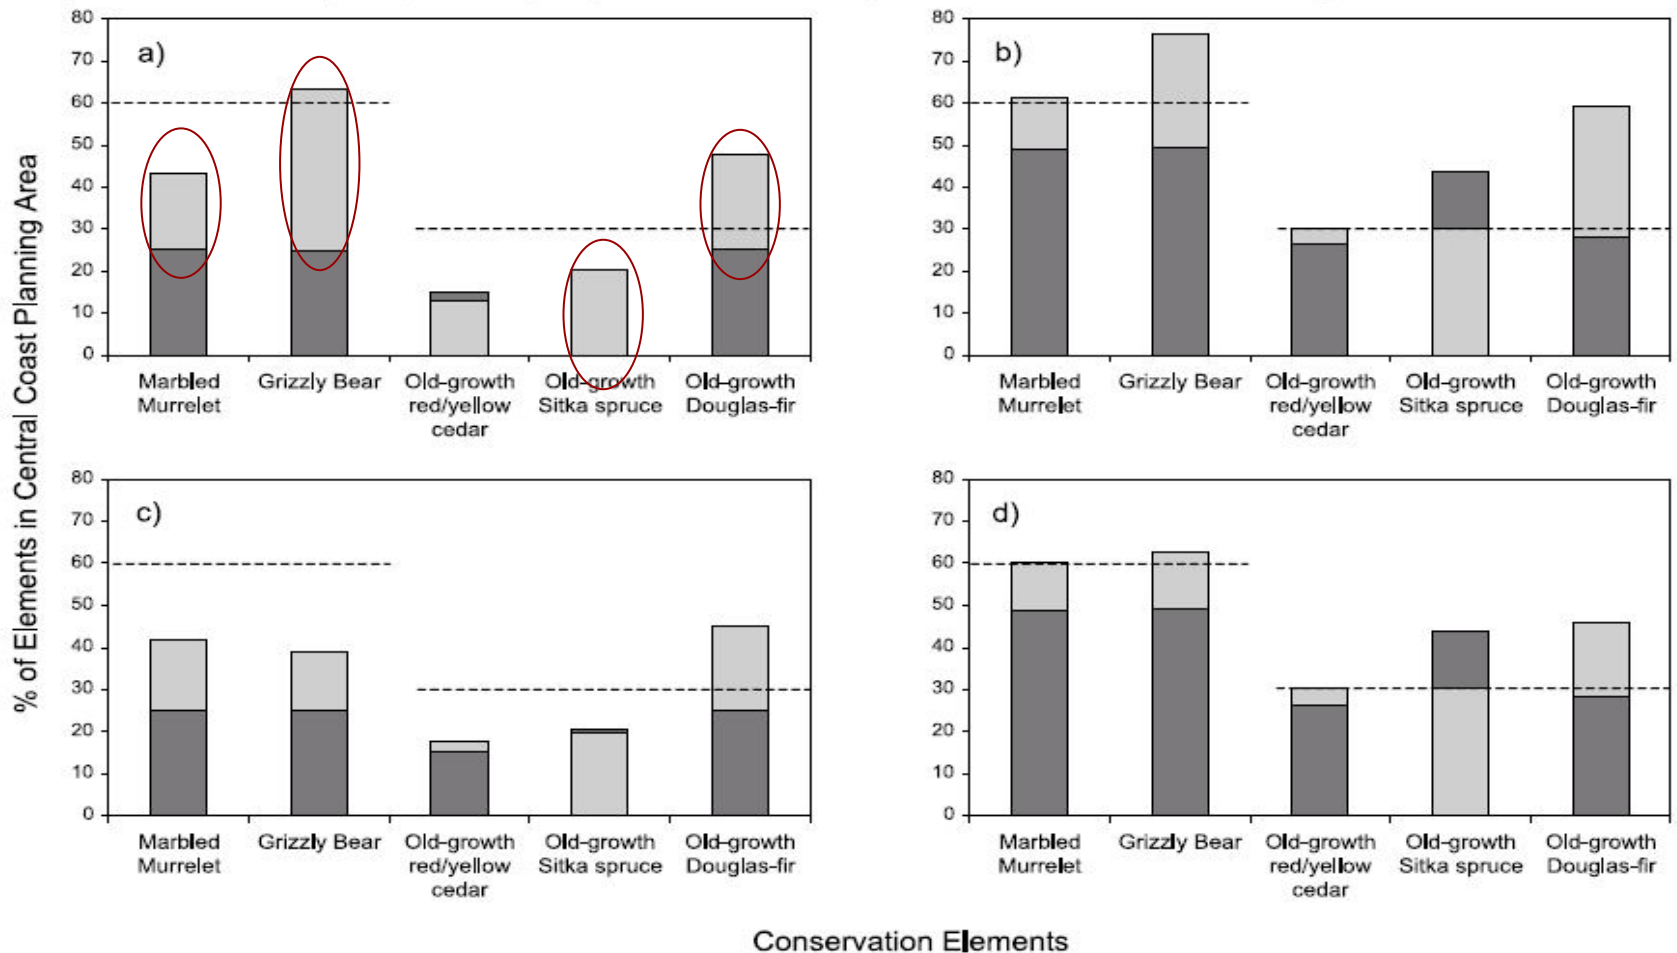 % of Elements in Central Coast Planning Area
a)
80
70
60
50
40
30
20
10
0
Marbled Murrelet
Grizzly Bear
Old-growth red/yellow cedar
Old-growth Sitka spruce
Old-growth Douglas-fir
b)
80
70
60
50
40
30
20
10
0
Marbled Murrelet
Grizzly Bear
Old-growth red/yellow cedar
Old-growth Sitka spruce
Old-growth Douglas-fir
c)
80
70
60
50
40
30
20
10
0
Marbled Murrelet
Grizzly Bear
Old-growth red/yellow cedar
Old-growth Sitka spruce
Old-growth Douglas-fir
d)
80
70
60
50
40
30
20
10
0
Marbled Murrelet
Grizzly Bear
Old-growth red/yellow cedar
Old-growth Sitka spruce
Old-growth Douglas-fir
Conservation Elements